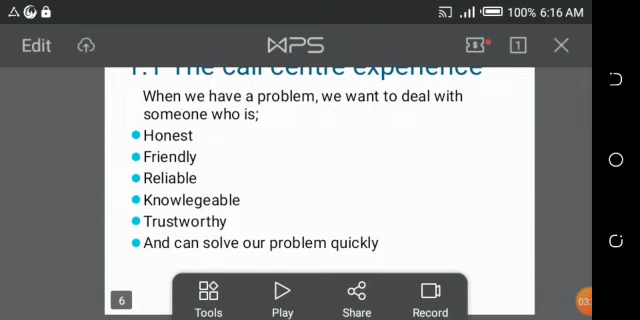 100% 6:16 AM
Edit
WPS
1
1.1 The call centre experience
When we have a problem, we want to deal with
someone who is;
Honest
Friendly
Reliable
Knowlegeable
Trustworthy
And can solve our problem quickly
6
Tools
Play
Share
Record